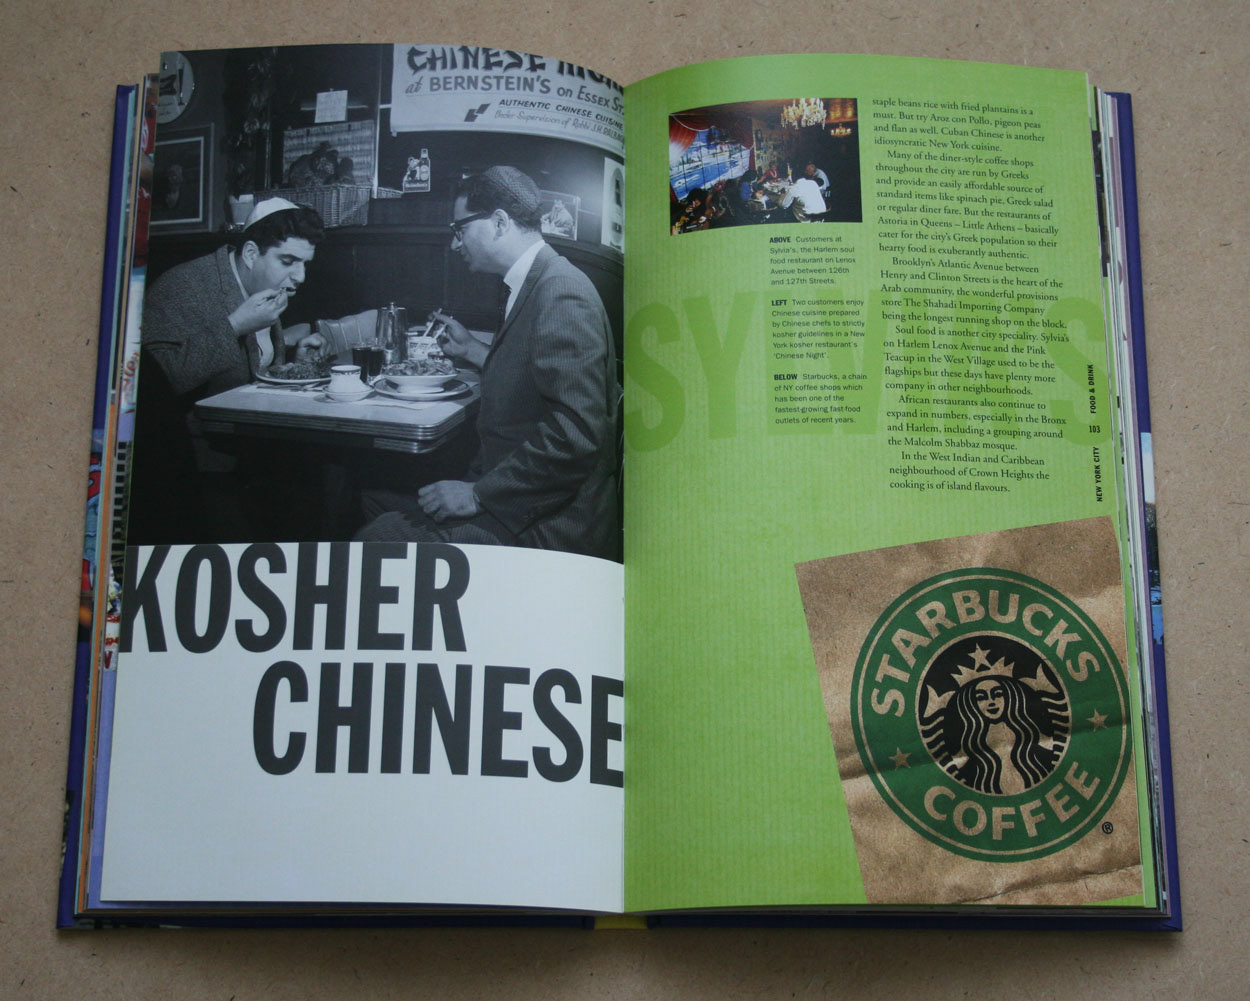 CHINESE
at BERNSTEIN'S on ESSEX ST.
AUTHENTIC CHINESE CUISINE
Under Supervision of Rabbi J.H.
KOSHER
CHINESE
ABOVE Customers at
Sylvia's, the Harlem soul
food restaurant on Lenox
Avenue between 126th
and 127th Streets.
LEFT Two customers enjoy
Chinese cuisine prepared
by Chinese chefs to strictly
kosher guidelines in a New
York kosher restaurant's
'Chinese Night'.
BELOW Starbucks, a chain
of NY coffee shops which
has been one of the
fastest-growing fast food
outlets of recent years.
SYLVIA'S
staple beans rice with fried plantains is a
must. But try Aroz con Pollo, pigeon peas
and flan as well. Cuban Chinese is another
idiosyncratic New York cuisine.
Many of the diner-style coffee shops
throughout the city are run by Greeks
and provide an easily affordable source of
standard items like spinach pie, Greek salad
or regular diner fare. But the restaurants of
Astoria in Queens – Little Athens – basically
cater for the city's Greek population so their
hearty food is exuberantly authentic.
Brooklyn's Atlantic Avenue between
Henry and Clinton Streets is the heart of the
Arab community, the wonderful provisions
store The Shahadi Importing Company
being the longest running shop on the block.
Soul food is another city speciality. Sylvia's
on Harlem Lenox Avenue and the Pink
Teacup in the West Village used to be the
flagships but these days have plenty more
company in other neighbourhoods.
African restaurants also continue to
expand in numbers, especially in the Bronx
and Harlem, including a grouping around
the Malcolm Shabbaz mosque.
In the West Indian and Caribbean
neighbourhood of Crown Heights the
cooking is of island flavours.
NEW YORK CITY 103 FOOD & DRINK
STARBUCKS
COFFEE
®